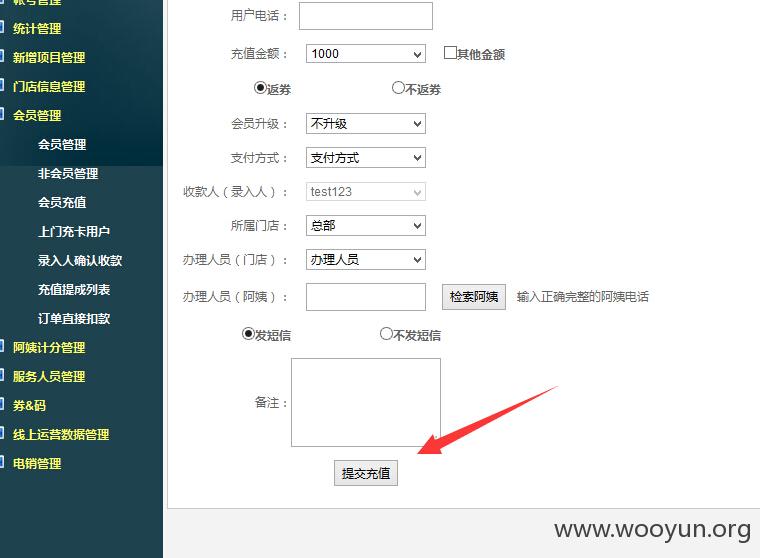 帐号管理
统计管理
新增项目管理
门店信息管理
会员管理
会员管理
非会员管理
会员充值
上门充卡用户
录入人确认收款
充值提成列表
订单直接扣款
阿姨计分管理
服务人员管理
券&码
线上运营数据管理
电销管理
用户电话：
充值金额： 1000 其他金额
返券 不返券
会员升级： 不升级
支付方式： 支付方式
收款人（录入人）： test123
所属门店： 总部
办理人员（门店）： 办理人员
办理人员（阿姨）： 检索阿姨 输入正确完整的阿姨电话
发短信 不发短信
备注：
提交充值
www.wooyun.org